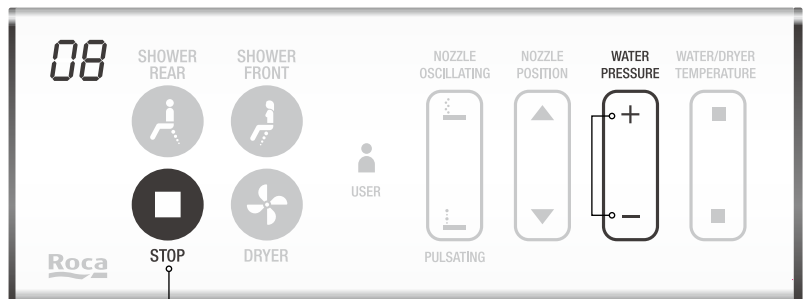 08
SHOWER
REAR
SHOWER
FRONT
NOZZLE
OSCILLATING
NOZZLE
POSITION
WATER
PRESSURE
WATER/DRYER
TEMPERATURE
+
−
USER
STOP
DRYER
PULSATING
Roca